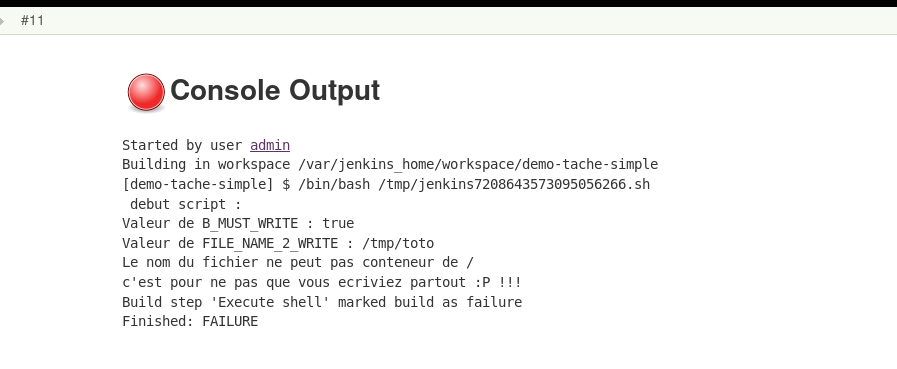 #11
Console Output
Started by user admin
Building in workspace /var/jenkins_home/workspace/demo-tache-simple
[demo-tache-simple] $ /bin/bash /tmp/jenkins7208643573095056266.sh
debut script :
Valeur de B_MUST_WRITE : true
Valeur de FILE_NAME_2_WRITE : /tmp/toto
Le nom du fichier ne peut pas conteneur de /
c'est pour ne pas que vous ecriviez partout :P !!!
Build step 'Execute shell' marked build as failure
Finished: FAILURE